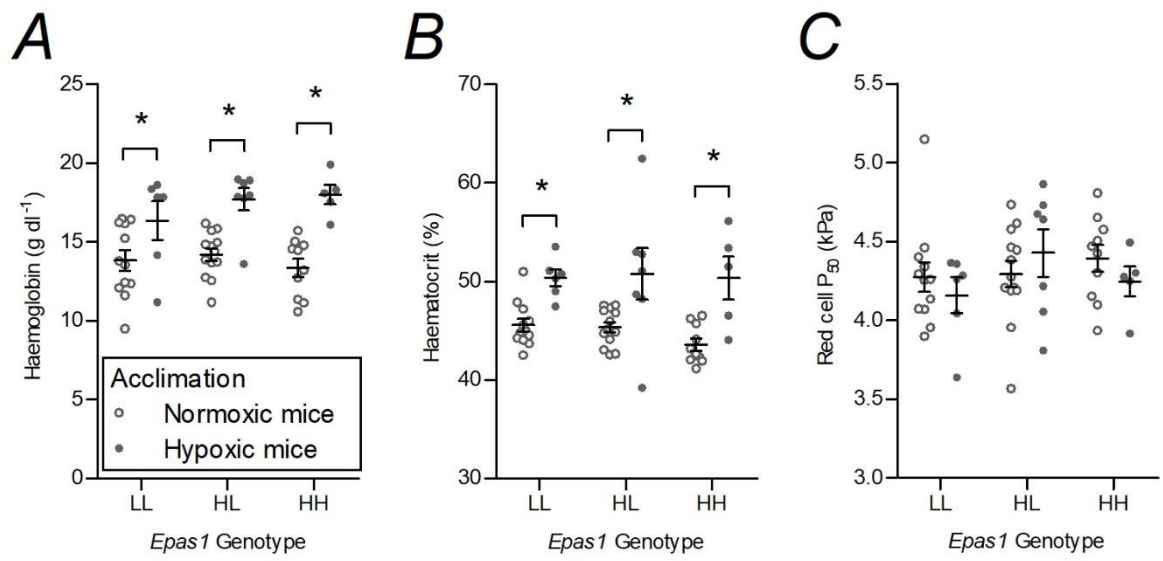 A
Haemoglobin (g dl⁻¹)
25
20
15
10
5
0
* * *
Acclimation
Normoxic mice
Hypoxic mice
LL HL HH
Epas1 Genotype
B
Haematocrit (%)
70
60
50
40
30
* * *
LL HL HH
Epas1 Genotype
C
Red cell P₅₀ (kPa)
5.5
5.0
4.5
4.0
3.5
3.0
LL HL HH
Epas1 Genotype